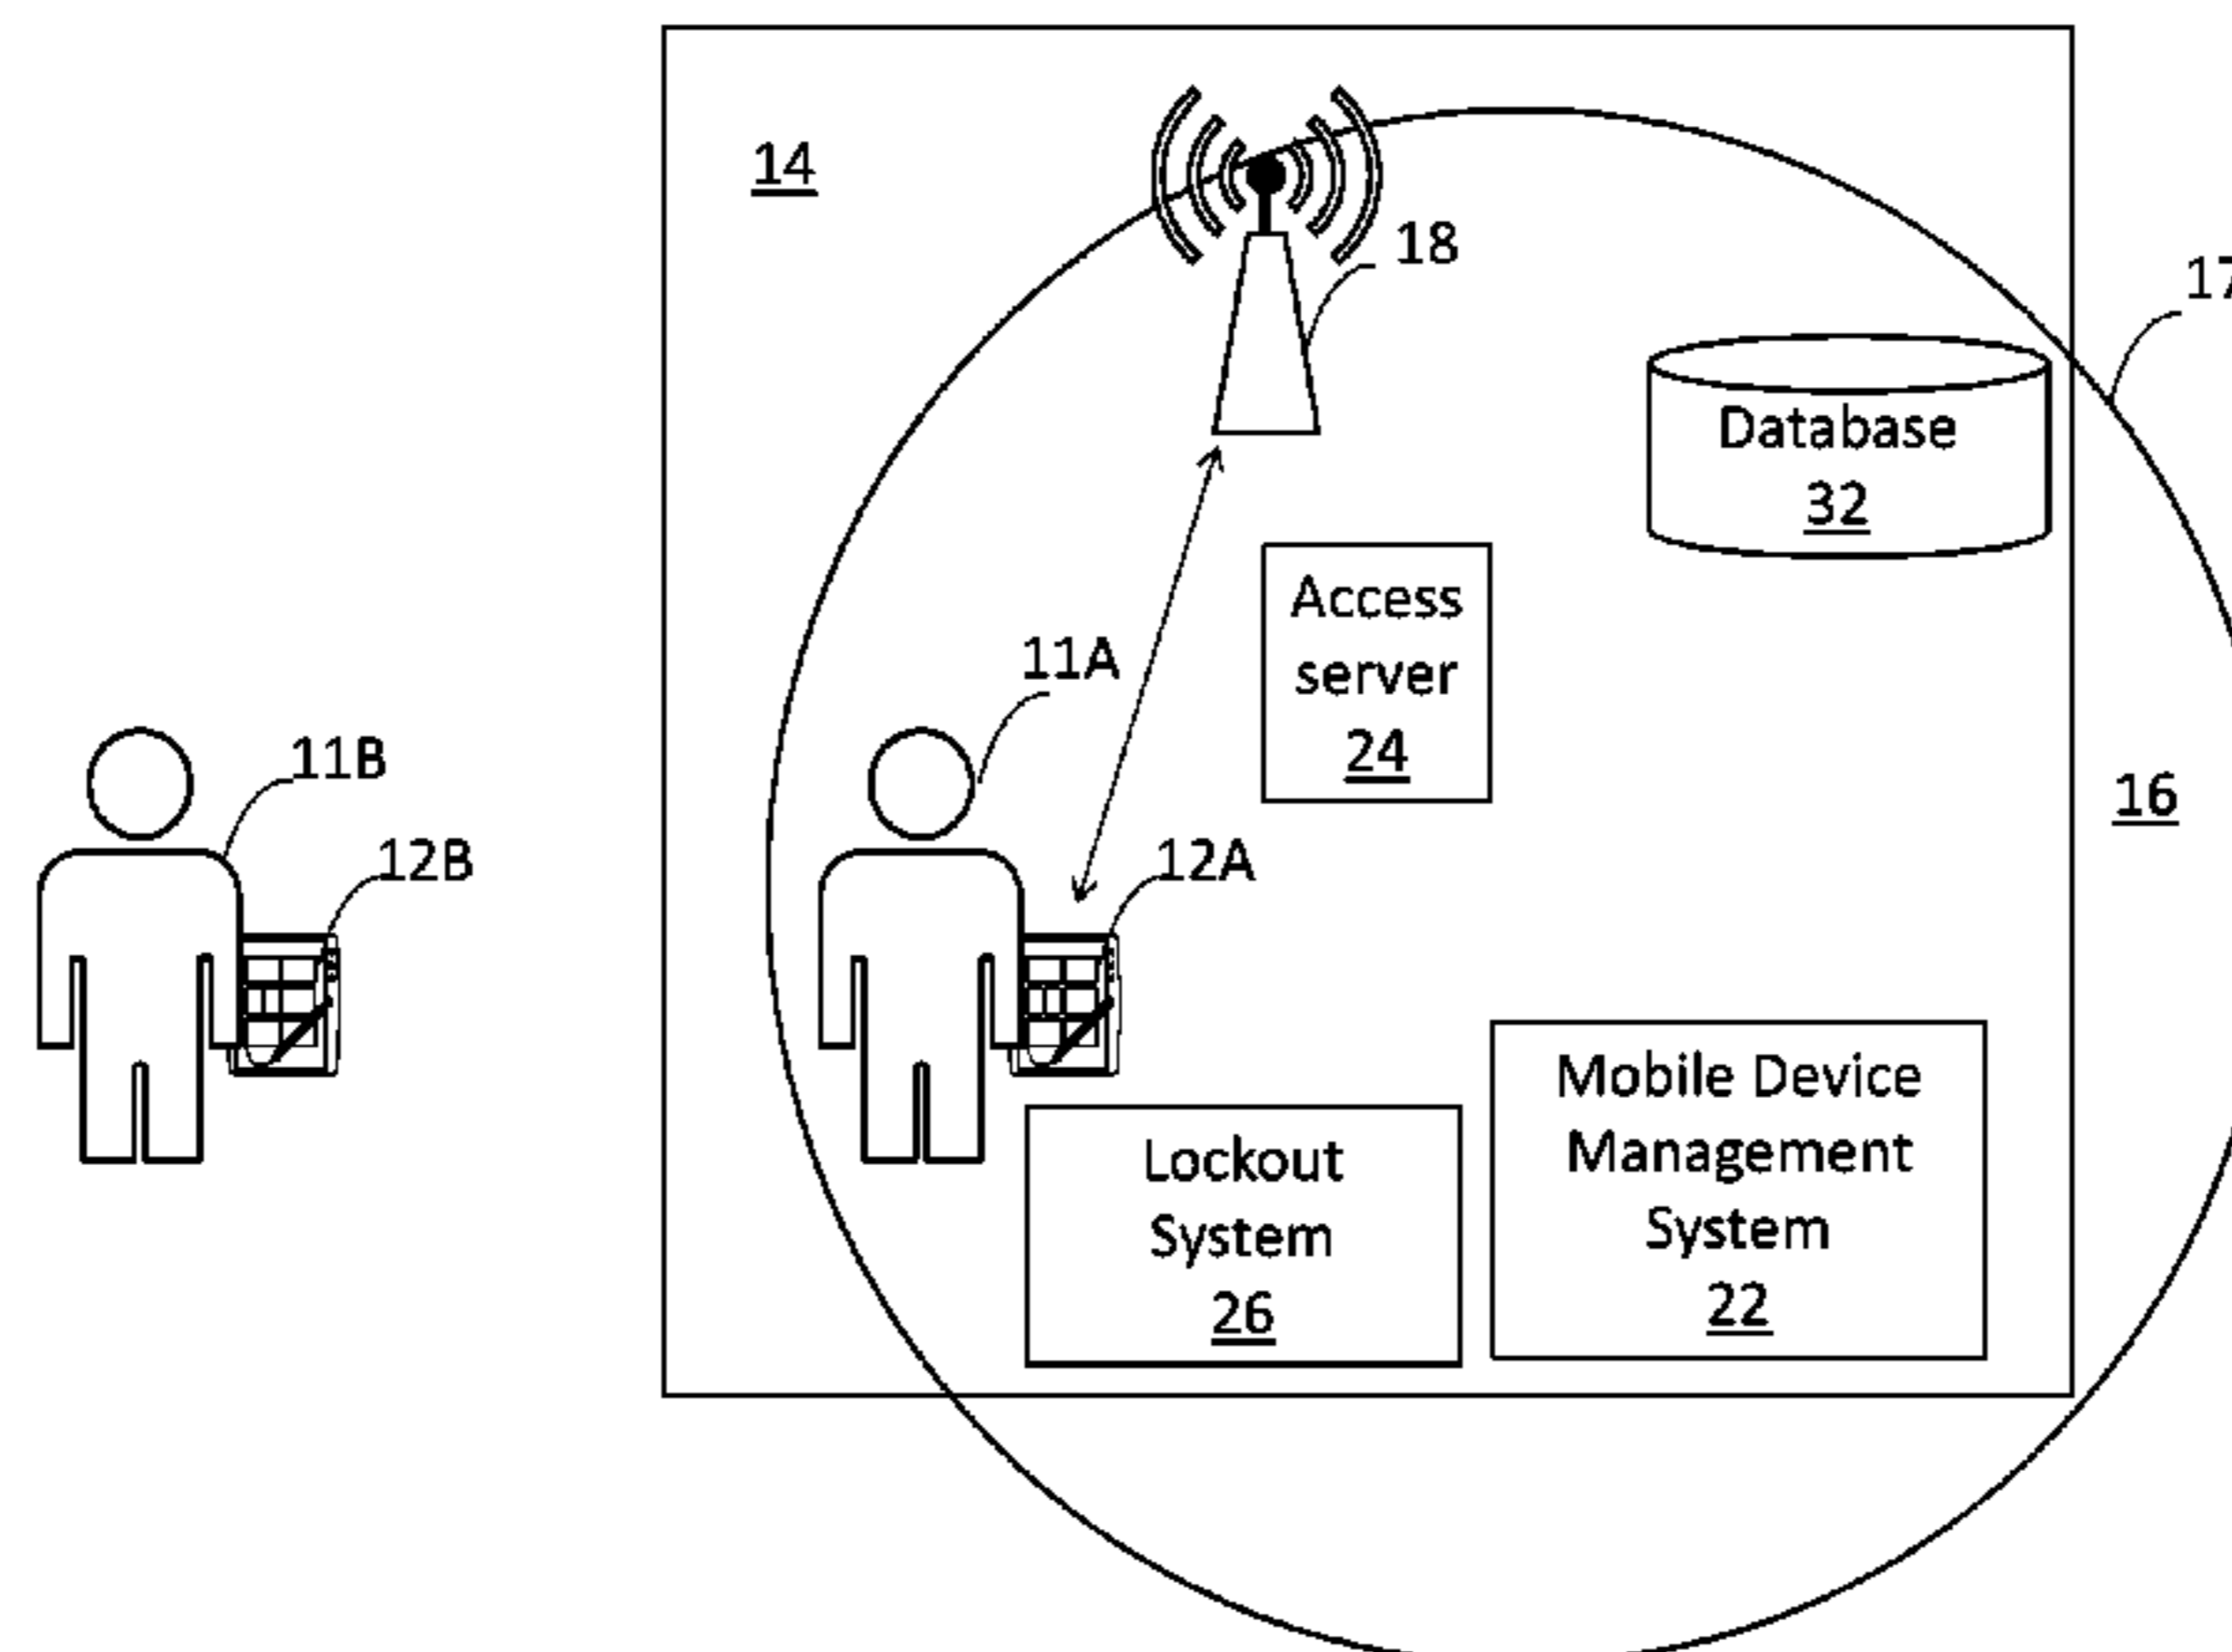 14
18
17
Database
32
Access
server
24
11A
11B
16
12B
12A
Mobile Device
Management
System
22
Lockout
System
26